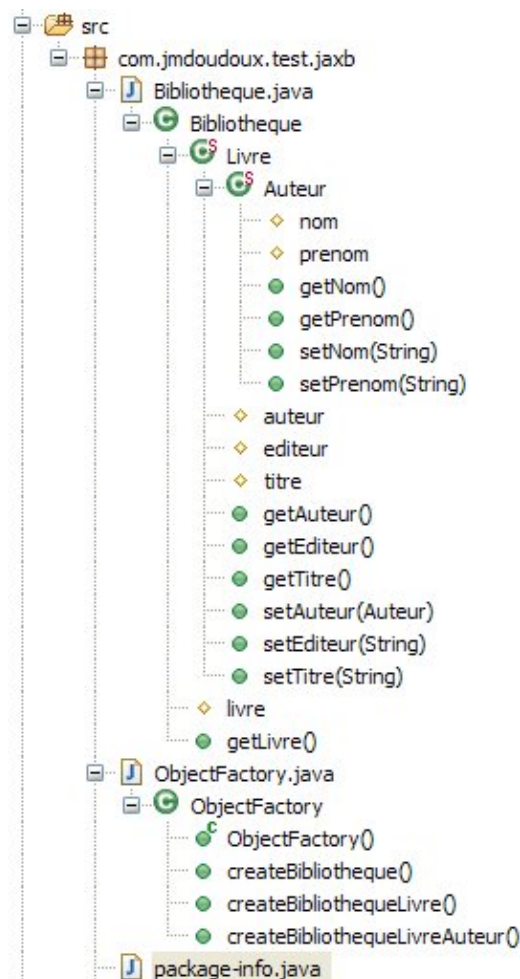 src
com.jmdoudoux.test.jaxb
Bibliotheque.java
Bibliotheque
Livre
Auteur
nom
prenom
getNom()
getPrenom()
setNom(String)
setPrenom(String)
auteur
editeur
titre
getAuteur()
getEditeur()
getTitre()
setAuteur(Auteur)
setEditeur(String)
setTitre(String)
livre
getLivre()
ObjectFactory.java
ObjectFactory
ObjectFactory()
createBibliotheque()
createBibliothequeLivre()
createBibliothequeLivreAuteur()
package-info.java